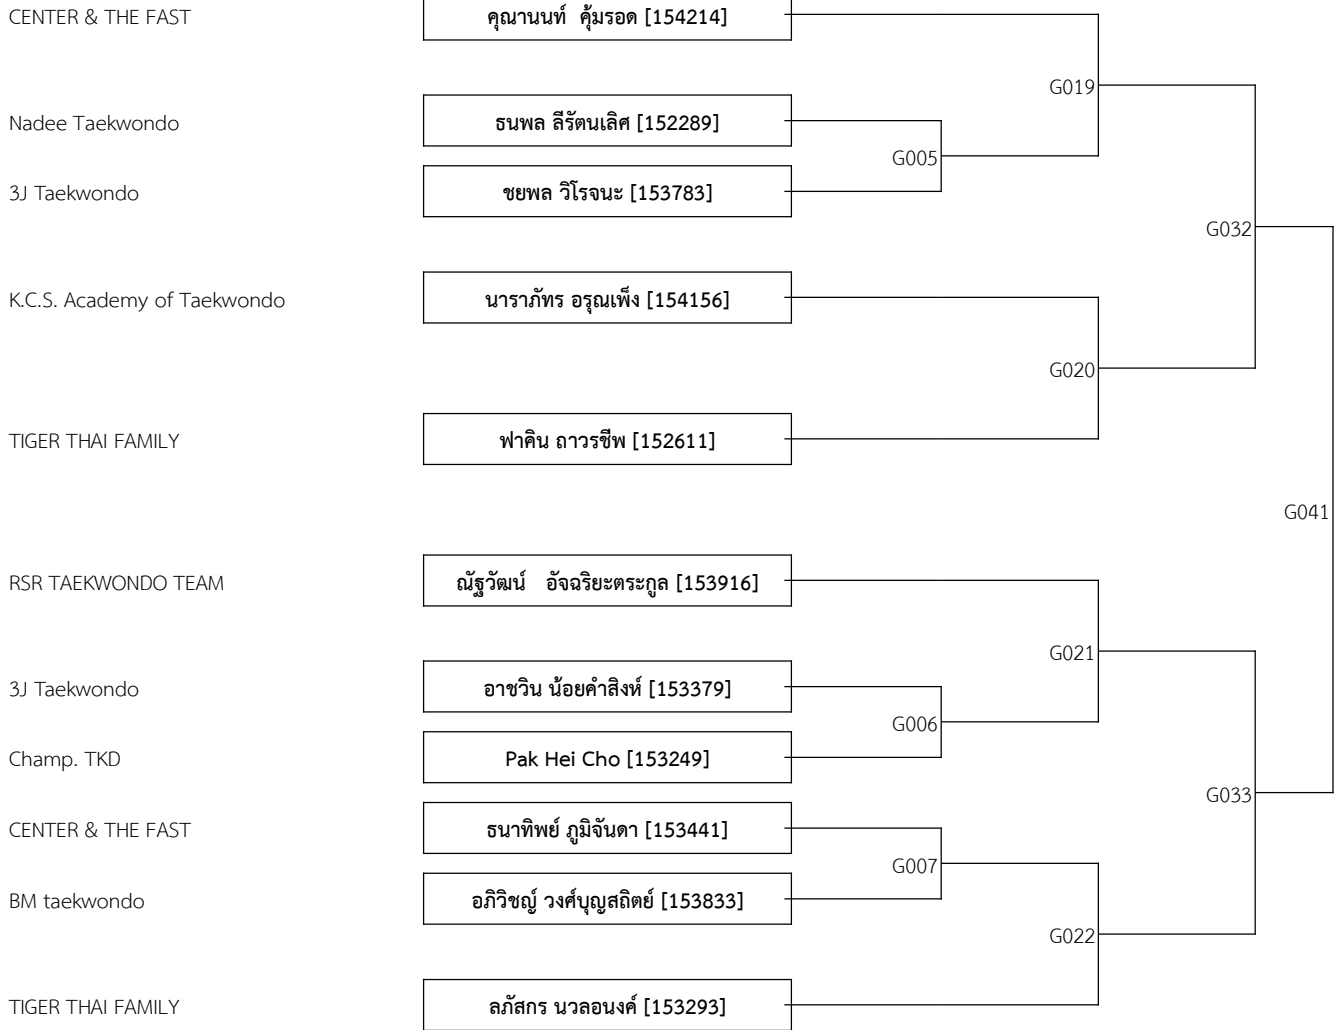 CENTER & THE FAST
คุณานนท์  คุ้มรอด [154214]
G019
Nadee Taekwondo
ธนพล ลีรัตนเลิศ [152289]
G005
3J Taekwondo
ชยพล วิโรจนะ [153783]
G032
K.C.S. Academy of Taekwondo
นาราภัทร อรุณเพ็ง [154156]
G020
TIGER THAI FAMILY
ฟาคิน ถาวรชีพ [152611]
G041
RSR TAEKWONDO TEAM
ณัฐวัฒน์   อัจฉริยะตระกูล [153916]
G021
3J Taekwondo
อาชวิน น้อยคำสิงห์ [153379]
G006
Champ. TKD
Pak Hei Cho [153249]
G033
CENTER & THE FAST
ธนาทิพย์ ภูมิจันดา [153441]
G007
BM taekwondo
อภิวิชญ์ วงศ์บุญสถิตย์ [153833]
G022
TIGER THAI FAMILY
ลภัสกร นวลอนงค์ [153293]